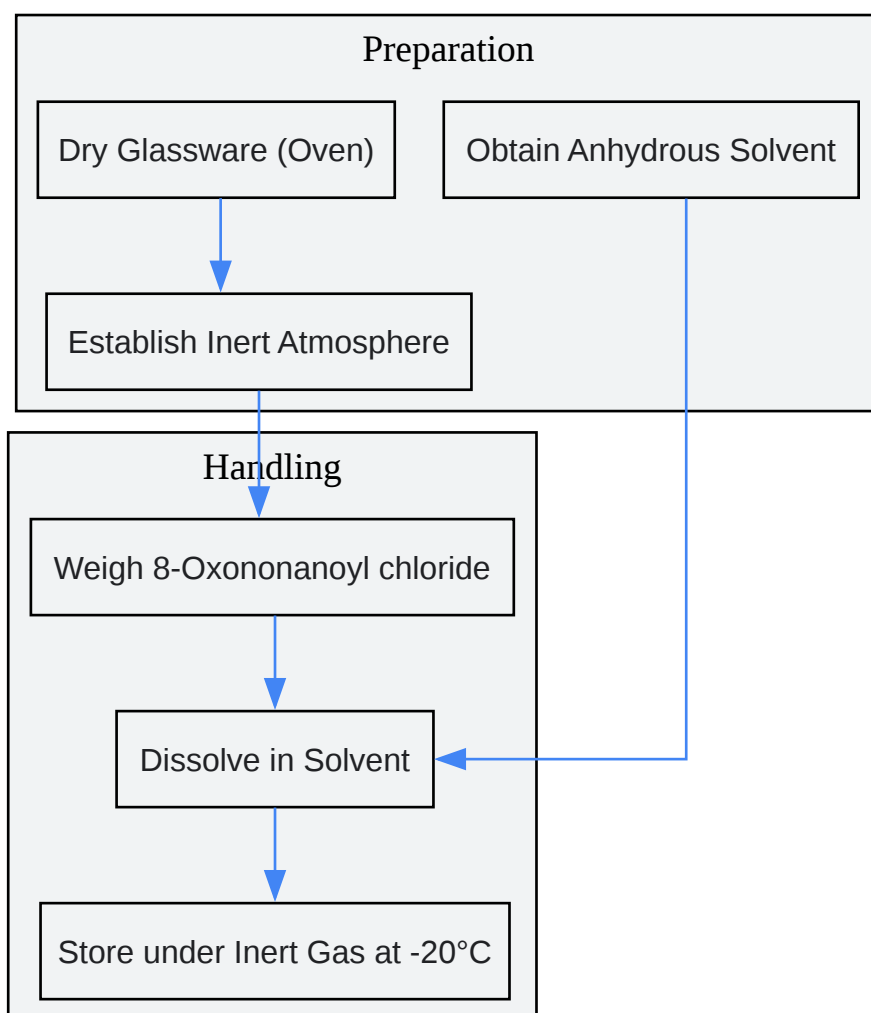 Preparation
Dry Glassware (Oven)
Obtain Anhydrous Solvent
Establish Inert Atmosphere
Handling
Weigh 8-Oxononanoyl chloride
Dissolve in Solvent
Store under Inert Gas at -20°C